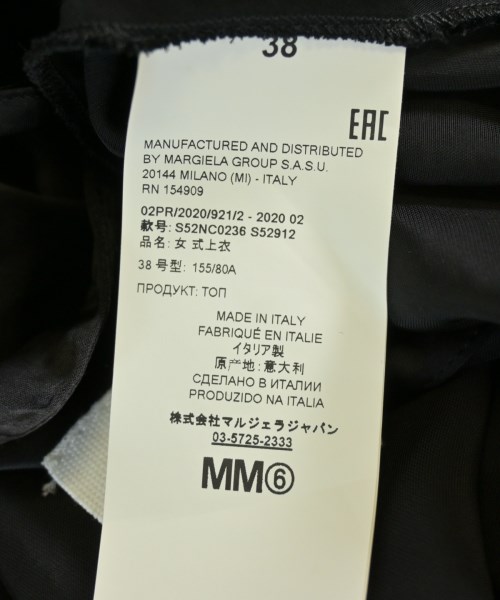 38
EAC
MANUFACTURED AND DISTRIBUTED
BY MARGIELA GROUP S.A.S.U.
20144 MILANO (MI) - ITALY
RN 154909
02PR/2020/921/2 - 2020 02
款号: S52NC0236 S52912
品名: 女 式上衣
38 号型: 155/80A
ПРОДУКТ: ТОП
MADE IN ITALY
FABRIQUÉ EN ITALIE
イタリア製
原产地: 意大利
СДЕЛАНО В ИТАЛИИ
PRODUZIDO NA ITALIA
株式会社マルジェラジャパン
03-5725-2333
MM⑥